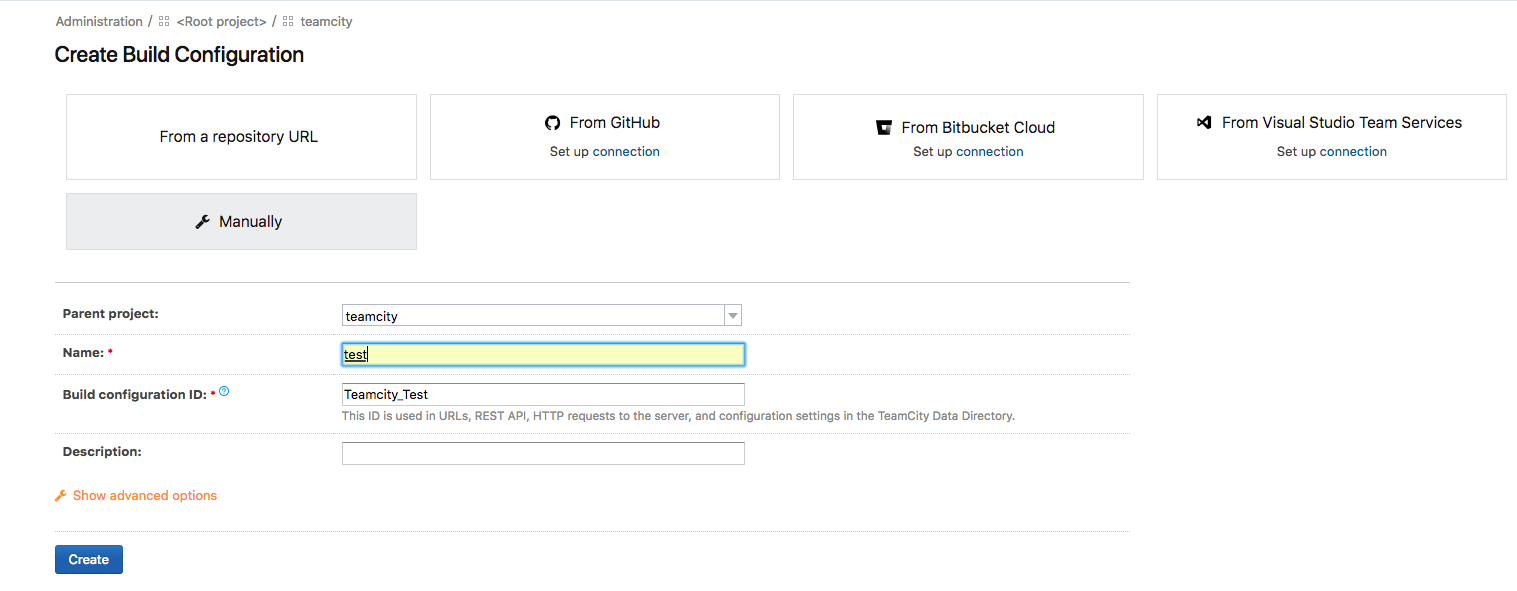 Administration / <Root project> / teamcity
Create Build Configuration
From a repository URL
From GitHub
Set up connection
From Bitbucket Cloud
Set up connection
From Visual Studio Team Services
Set up connection
Manually
Parent project: teamcity
Name: * test
Build configuration ID: * ? Teamcity_Test
This ID is used in URLs, REST API, HTTP requests to the server, and configuration settings in the TeamCity Data Directory.
Description:
Show advanced options
Create